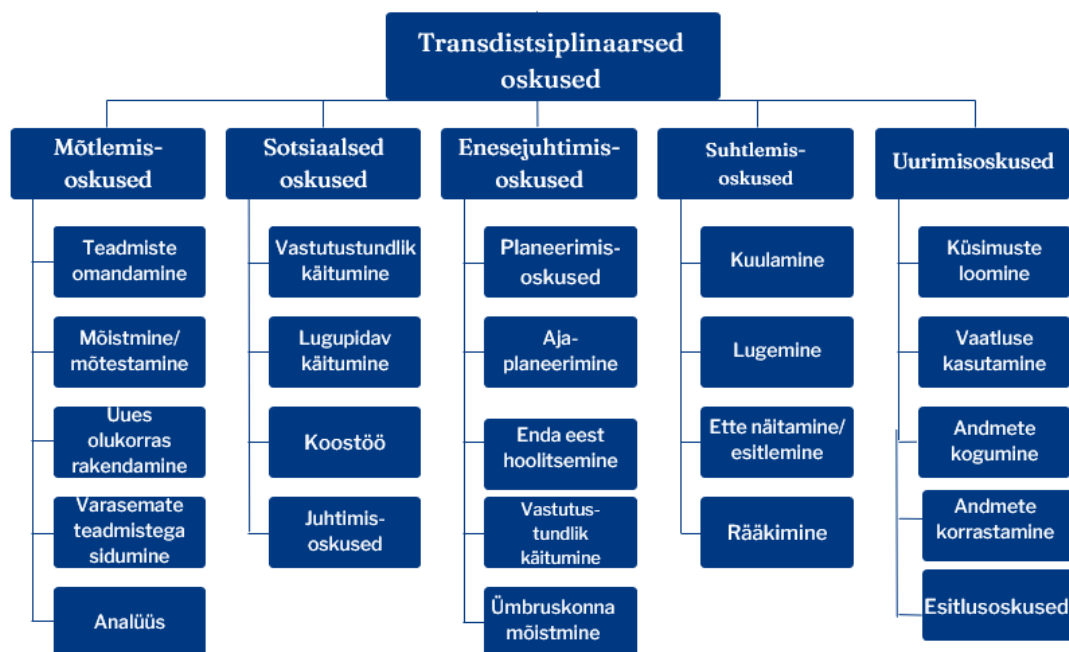 Transdistsiplinaarsed
oskused
Mõtlemis-
oskused
Teadmiste
omandamine
Mõistmine/
mõtestamine
Uues
olukorras
rakendamine
Varasemate
teadmistega
sidumine
Analüüs
Sotsiaalsed
oskused
Vastutustundlik
käitumine
Lugupidav
käitumine
Koostöö
Juhtimis-
oskused
Enesejuhtimis-
oskused
Planeerimis-
oskused
Aja-
planeerimine
Enda eest
hoolitsemine
Vastutus-
tundlik
käitumine
Ümbruskonna
mõistmine
Suhtlemis-
oskused
Kuulamine
Lugemine
Ette näitamine/
esitlemine
Rääkimine
Uurimisoskused
Küsimuste
loomine
Vaatluse
kasutamine
Andmete
kogumine
Andmete
korrastamine
Esitlusoskused